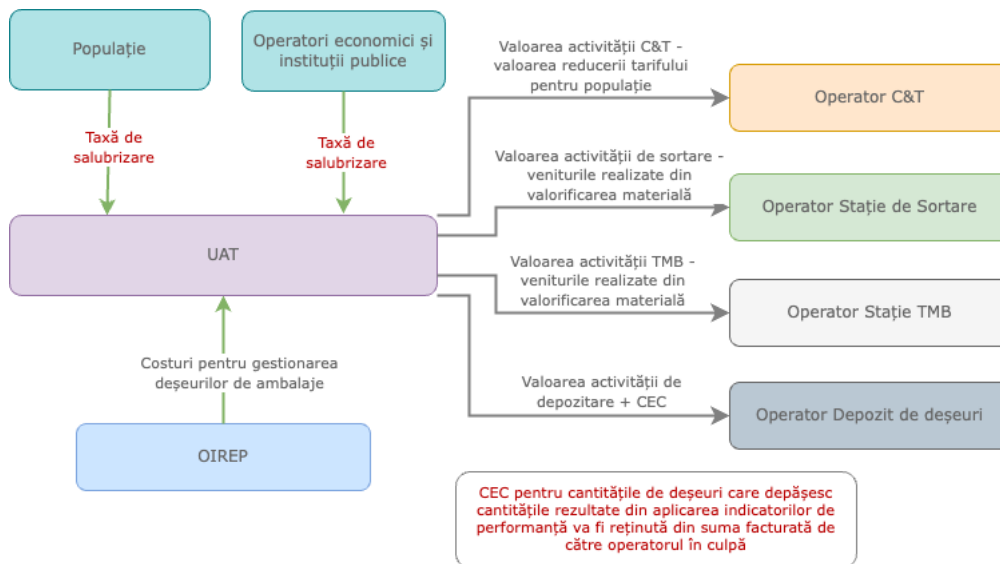 Populație
Operatori economici și
instituții publice
Valoarea activității C&T -
valoarea reducerii tarifului
pentru populație
Operator C&T
Taxă de
salubrizare
Taxă de
salubrizare
Valoarea activității de sortare -
veniturile realizate din
valorificarea materială
Operator Stație de Sortare
UAT
Valoarea activității TMB -
veniturile realizate din
valorificarea materială
Operator Stație TMB
Costuri pentru gestionarea
deșeurilor de ambalaje
Valoarea activității de
depozitare + CEC
Operator Depozit de deșeuri
OIREP
CEC pentru cantitățile de deșeuri care depășesc
cantitățile rezultate din aplicarea indicatorilor de
performanță va fi reținută din suma facturată de
către operatorul în culpă